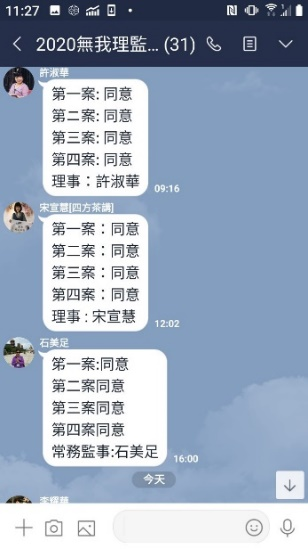 11:27
2020無我理監... (31)
許淑華
第一案: 同意
第二案: 同意
第三案: 同意
第四案: 同意
理事：許淑華
09:16
宋宣慧[四方茶講]
第一案：同意
第二案：同意
第三案：同意
第四案：同意
理事 : 宋宣慧
12:02
石美足
第一案:同意
第二案同意
第三案同意
第四案同意
常務監事:石美足
16:00
今天